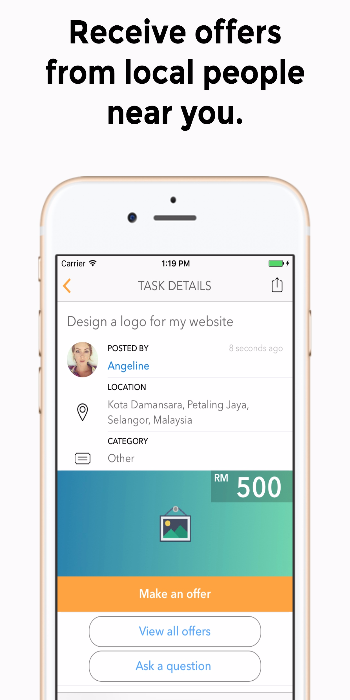 Receive offers
from local people
near you.
Carrier 1:19 PM
TASK DETAILS
Design a logo for my website
POSTED BY 8 seconds ago
Angeline
LOCATION
Kota Damansara, Petaling Jaya,
Selangor, Malaysia
CATEGORY
Other
RM 500
Make an offer
View all offers
Ask a question